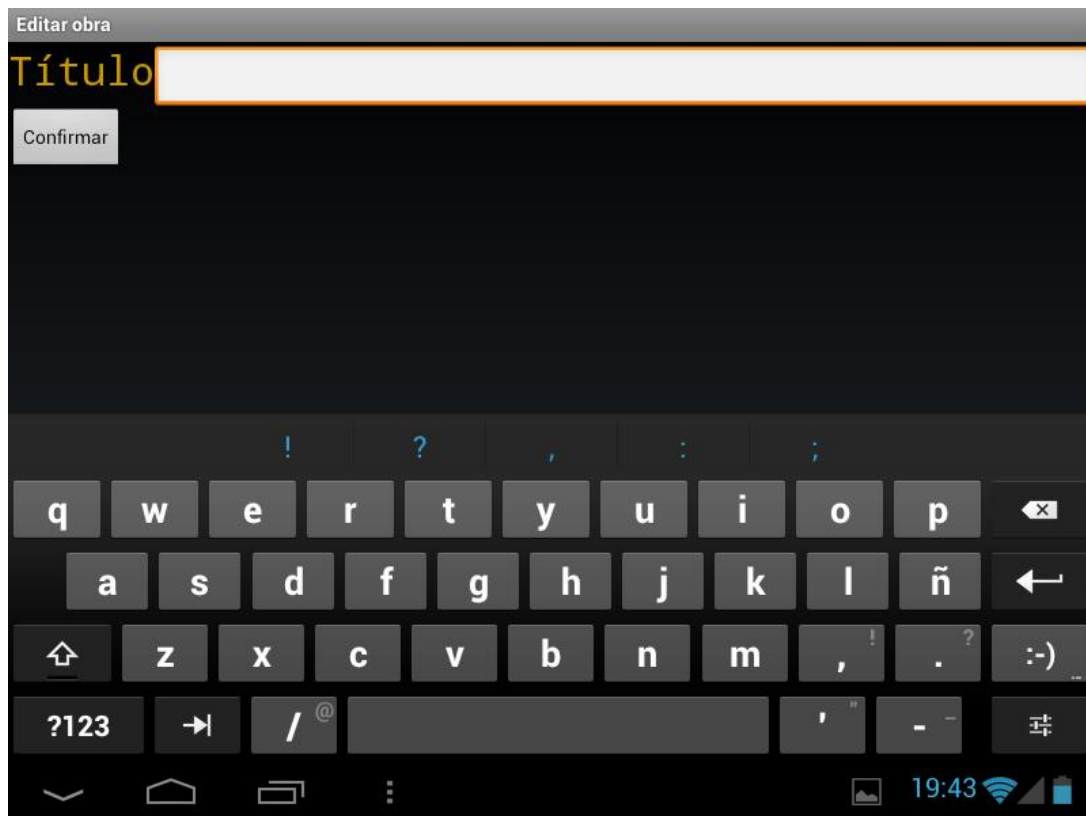 Editar obra
Título
Confirmar
! ? , : ;
q w e r t y u i o p
a s d f g h j k l ñ
z x c v b n m , ! . ? :-) ...
?123 / @ ' " - _
19:43